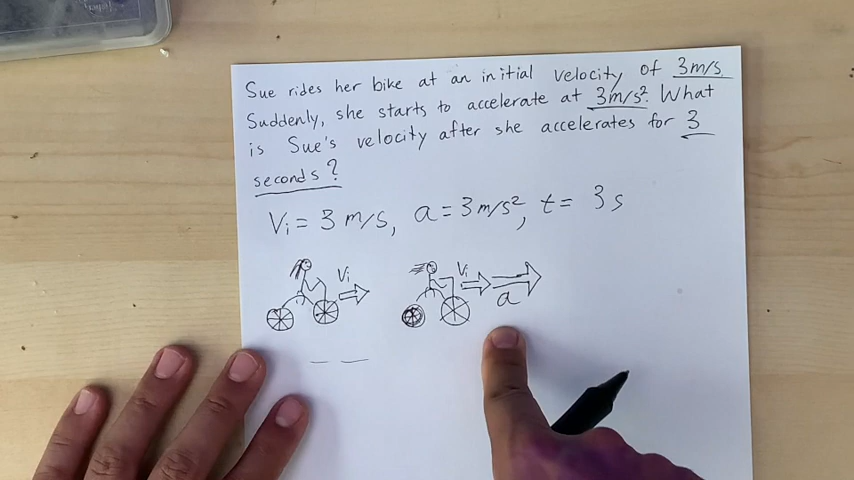 Sue rides her bike at an initial velocity of 3m/s.
Suddenly, she starts to accelerate at 3m/s². What
is Sue's velocity after she accelerates for 3
seconds?
Vi = 3 m/s, a = 3 m/s², t = 3 s
Vi Vi a